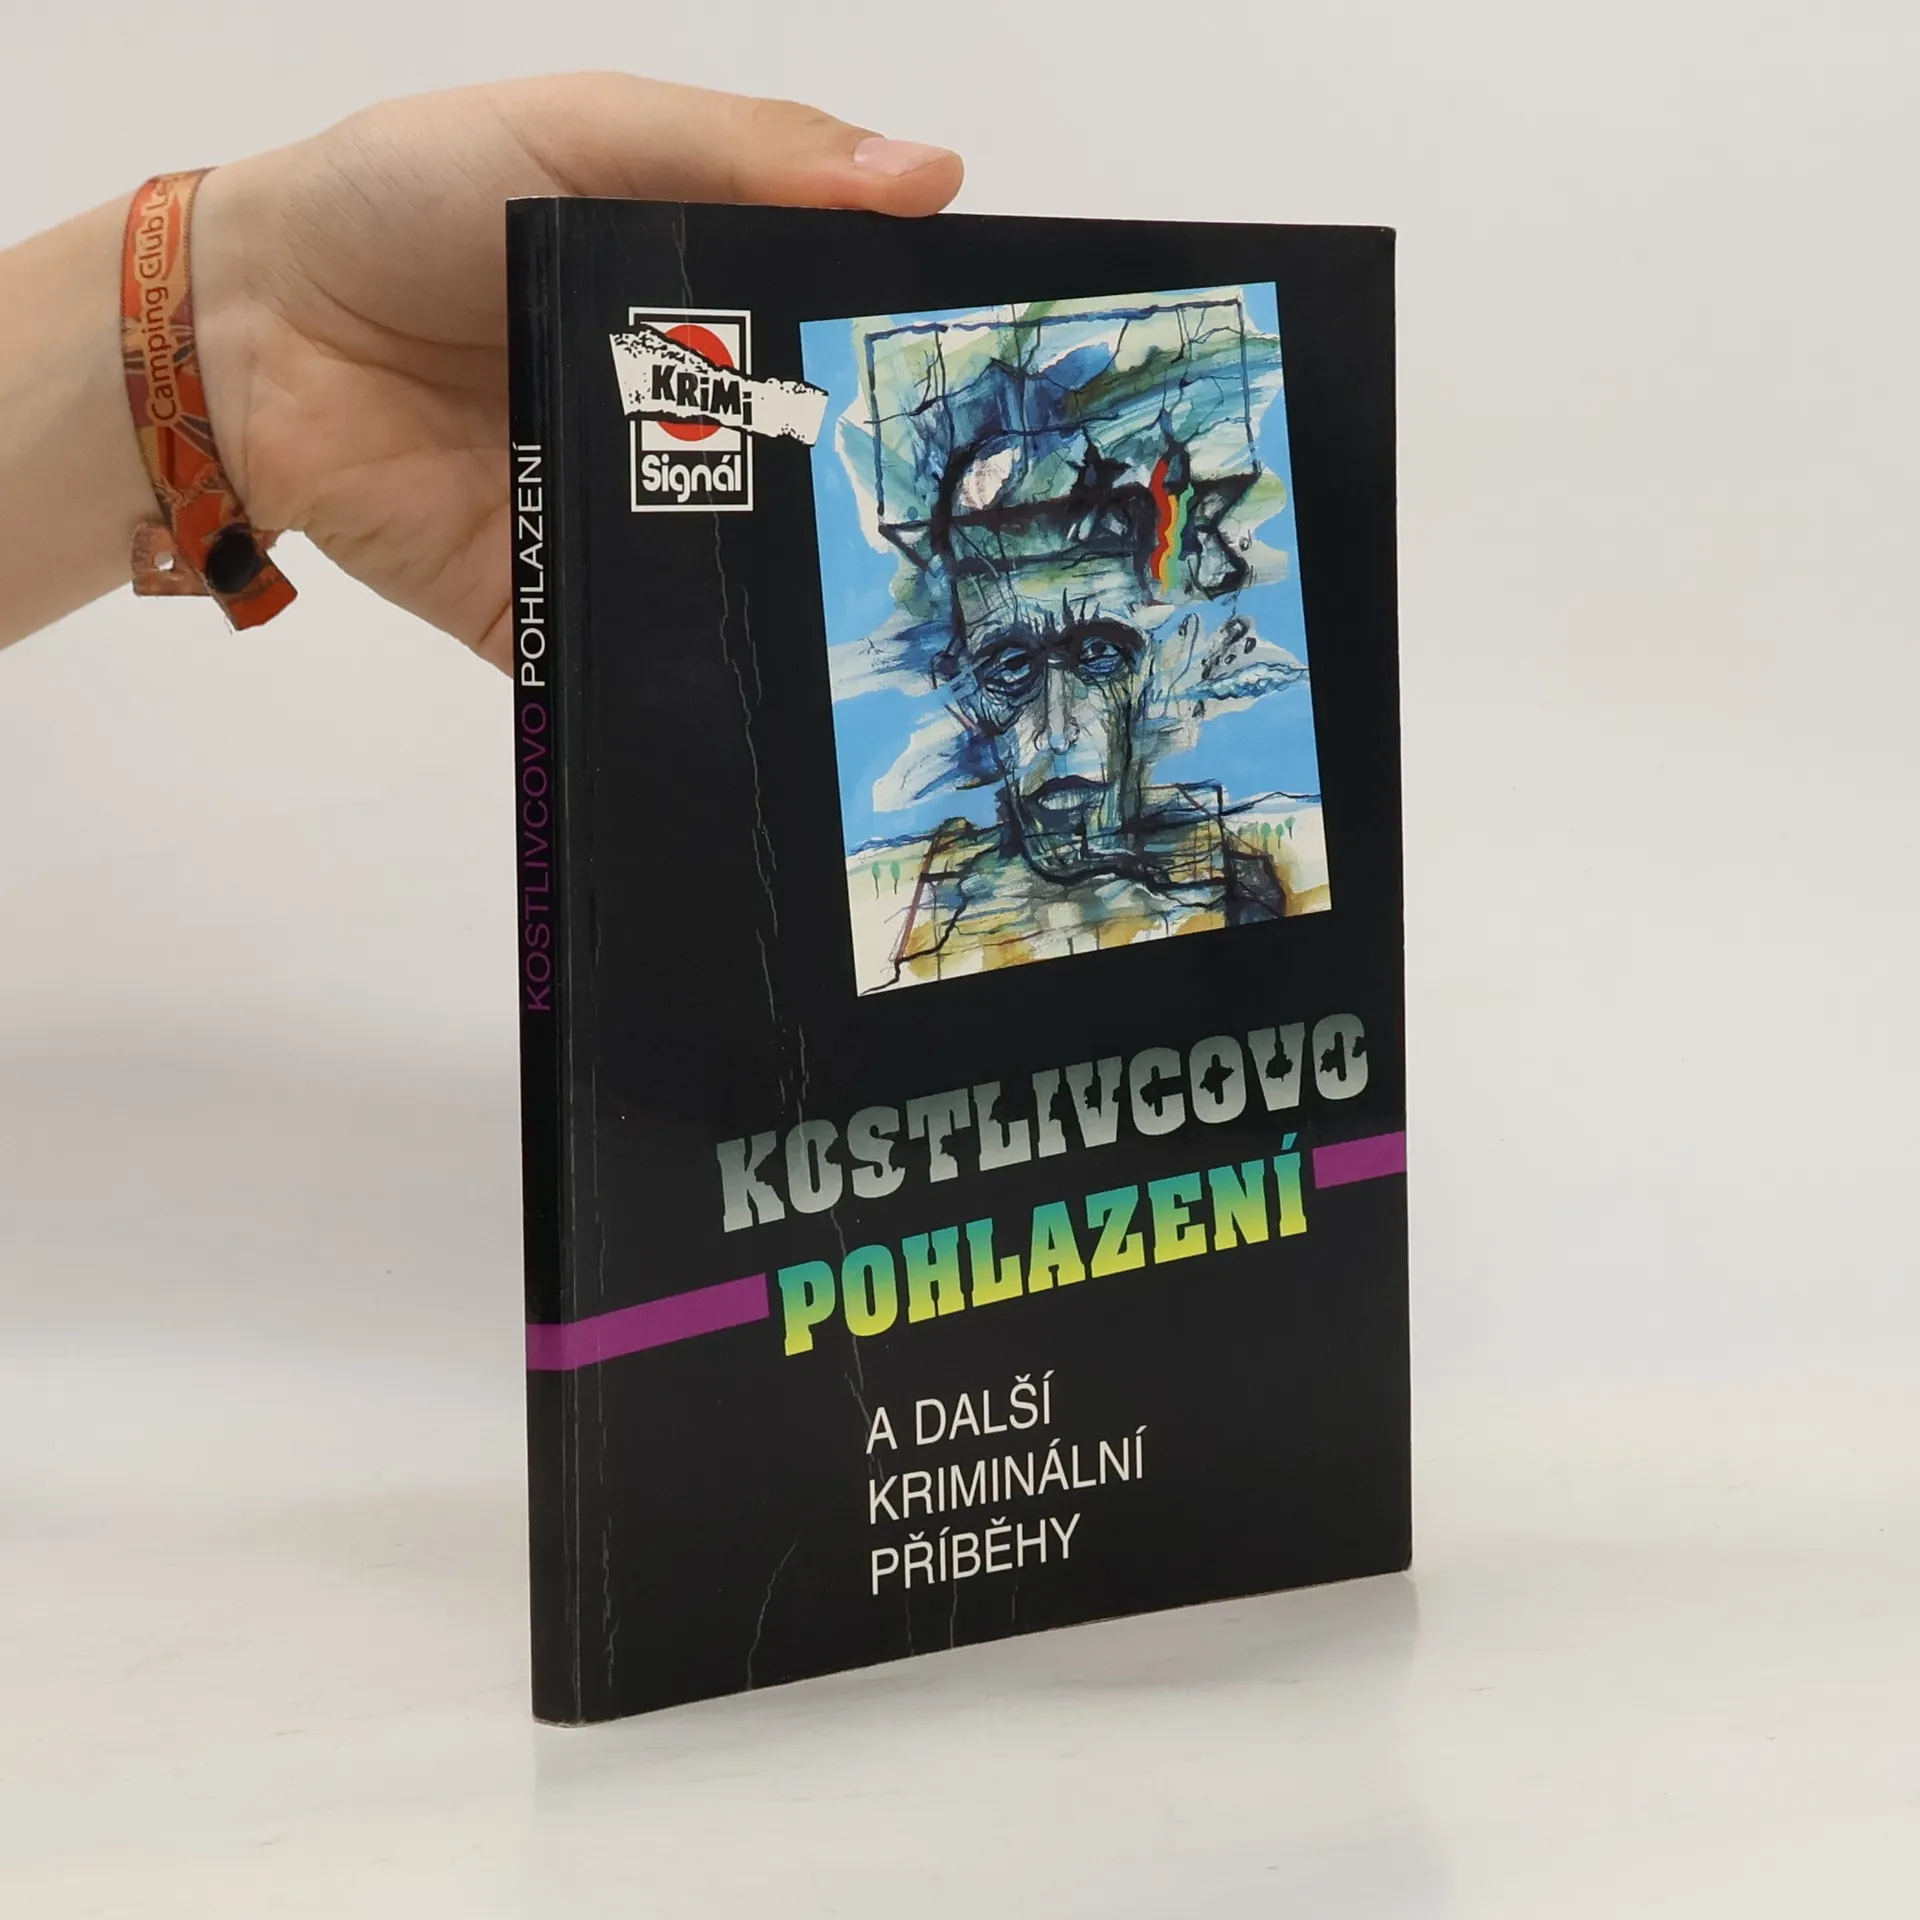 Camping Club
KRiMi
Signál
KOSTLIVCOVO POHLAZENÍ
KOSTLIVCOVO
POHLAZENÍ
A DALŠÍ
KRIMINÁLNÍ
PŘÍBĚHY